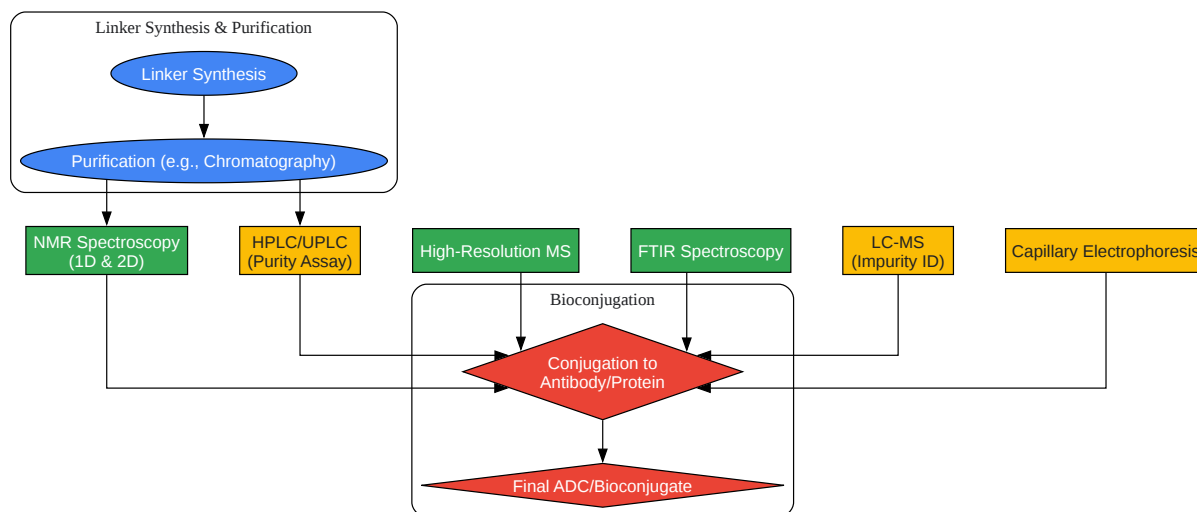 Linker Synthesis & Purification
Linker Synthesis
Purification (e.g., Chromatography)
NMR Spectroscopy
(1D & 2D)
HPLC/UPLC
(Purity Assay)
High-Resolution MS
FTIR Spectroscopy
LC-MS
(Impurity ID)
Capillary Electrophoresis
Bioconjugation
Conjugation to
Antibody/Protein
Final ADC/Bioconjugate